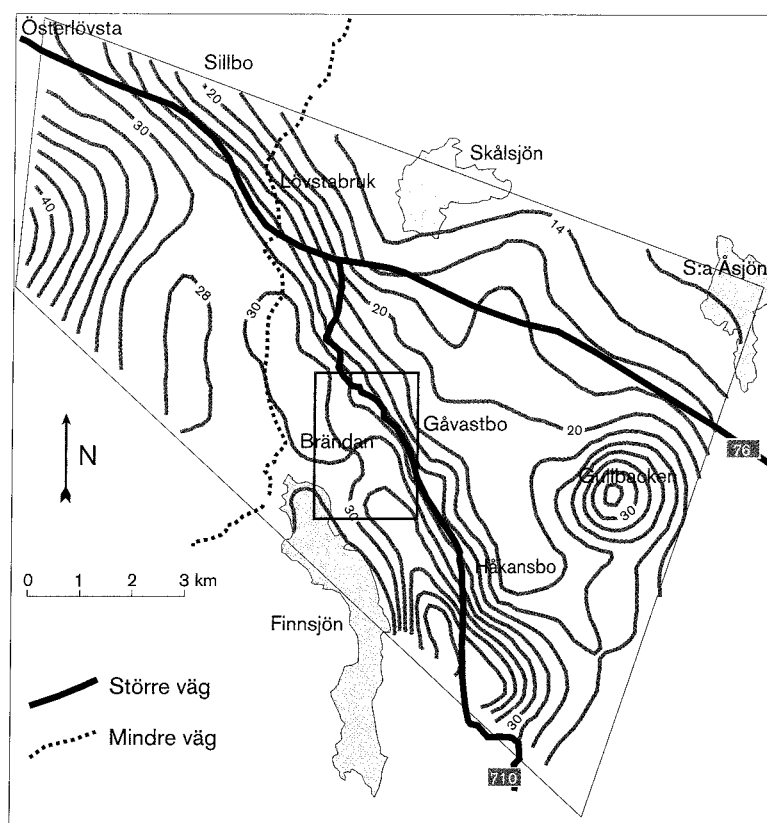 Österlövsta
Sillbo
20
30
Skålsjön
Lövstabruk
40
14
S:a Åsjön
28
30
20
Gåvastbo
20
Brändan
76
N
Gullbacken
30
30
0 1 2 3 km
Håkansbo
Finnsjön
Större väg
30
Mindre väg
710